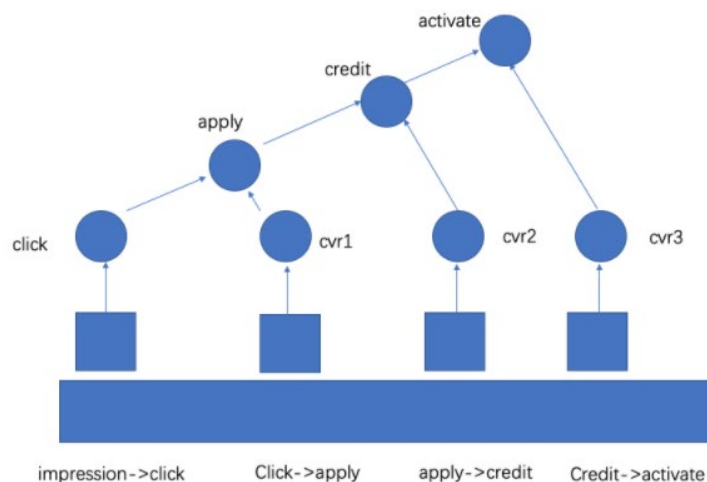 activate
credit
apply
click
cvr1
cvr2
cvr3
impression->click
Click->apply
apply->credit
Credit->activate